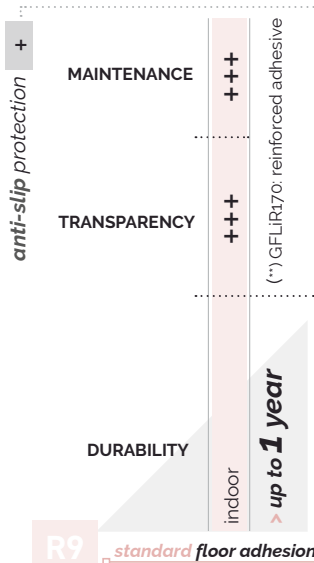 +
anti-slip protection
MAINTENANCE
+++
TRANSPARENCY
+++
(**) GFLiR170: reinforced adhesive
DURABILITY
indoor
> up to 1 year
R9
standard floor adhesion